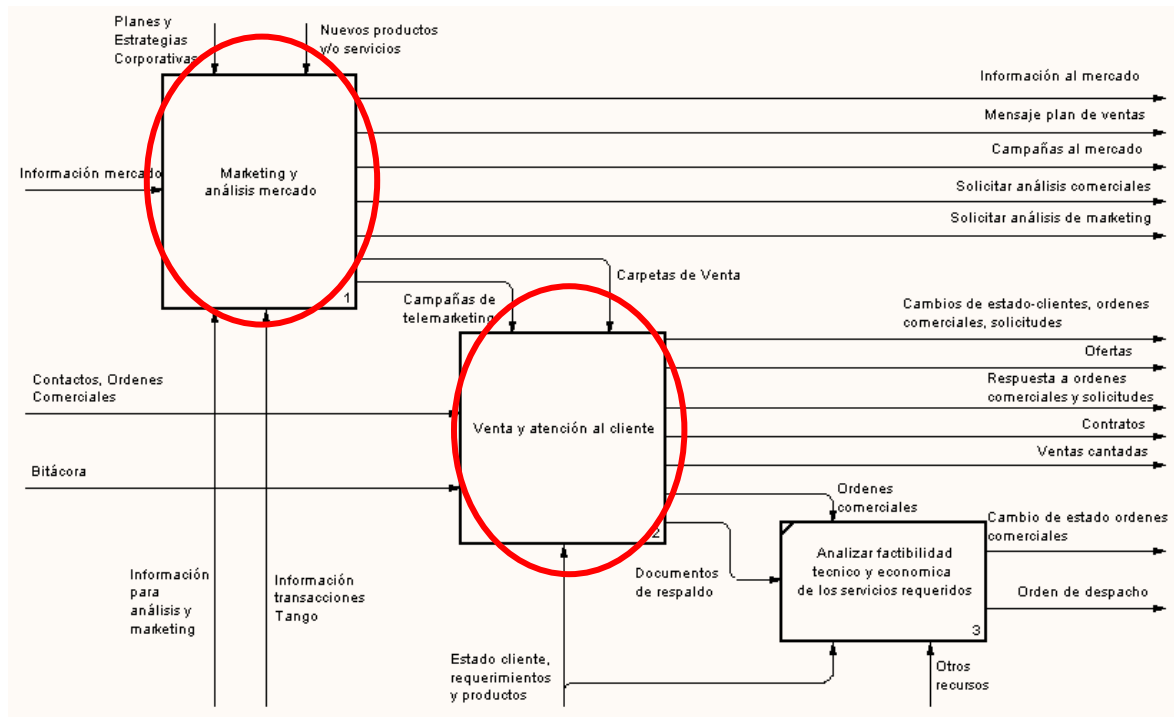 Planes y
Estrategias
Corporativas
Nuevos productos
y/o servicios
Información al mercado
Mensaje plan de ventas
Campañas al mercado
Información mercado
Marketing y
análisis mercado
Solicitar análisis comerciales
Solicitar análisis de marketing
1
Carpetas de Venta
Campañas de
telemarketing
Cambios de estado-clientes, ordenes
comerciales, solicitudes
Ofertas
Contactos, Ordenes
Comerciales
Respuesta a ordenes
comerciales y solicitudes
Venta y atención al cliente
Contratos
Ventas cantadas
Bitácora
2
Ordenes
comerciales
Cambio de estado ordenes
comerciales
Analizar factibilidad
tecnico y economica
de los servicios requeridos
3
Orden de despacho
Documentos
de respaldo
Información
para
análisis y
marketing
Información
transacciones
Tango
Estado cliente,
requerimientos
y productos
Otros
recursos